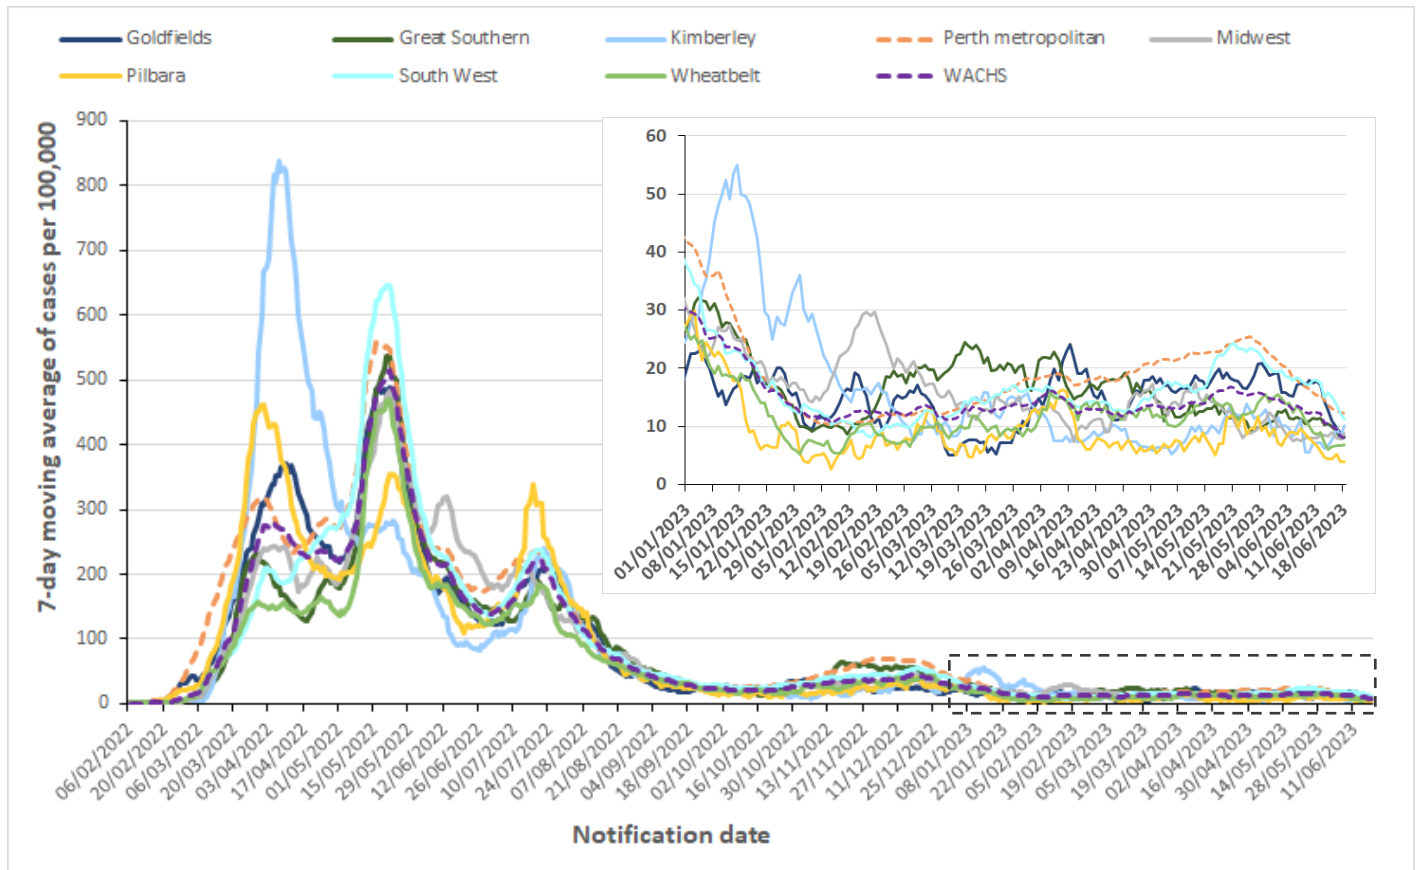 Goldfields Great Southern Kimberley Perth metropolitan Midwest
Pilbara South West Wheatbelt WACHS
7-day moving average of cases per 100,000
900
800
700
600
500
400
300
200
100
0
60
50
40
30
20
10
0
01/01/2023 08/01/2023 15/01/2023 22/01/2023 29/01/2023 05/02/2023 12/02/2023 19/02/2023 26/02/2023 05/03/2023 12/03/2023 19/03/2023 26/03/2023 02/04/2023 09/04/2023 16/04/2023 23/04/2023 30/04/2023 07/05/2023 14/05/2023 21/05/2023 28/05/2023 04/06/2023 11/06/2023 18/06/2023
06/02/2022 20/02/2022 06/03/2022 20/03/2022 03/04/2022 17/04/2022 01/05/2022 15/05/2022 29/05/2022 12/06/2022 26/06/2022 10/07/2022 24/07/2022 07/08/2022 21/08/2022 04/09/2022 18/09/2022 02/10/2022 16/10/2022 30/10/2022 13/11/2022 27/11/2022 11/12/2022 25/12/2022 08/01/2023 22/01/2023 05/02/2023 19/02/2023 05/03/2023 19/03/2023 02/04/2023 16/04/2023 30/04/2023 14/05/2023 28/05/2023 11/06/2023
Notification date